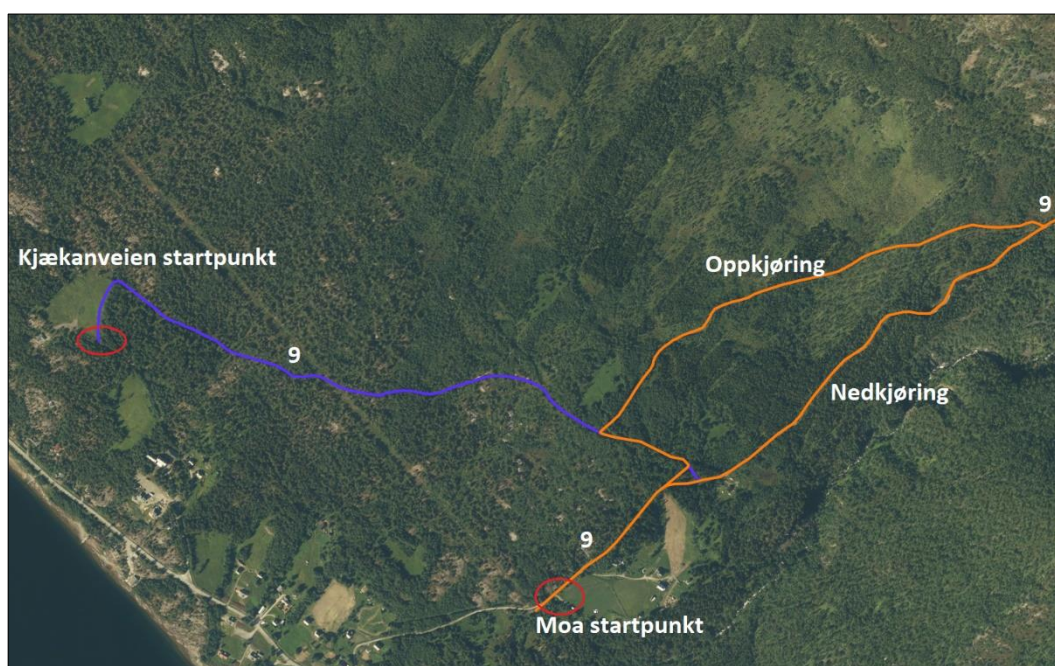 9
Kjækanveien startpunkt
Oppkjøring
9
Nedkjøring
9
Moa startpunkt